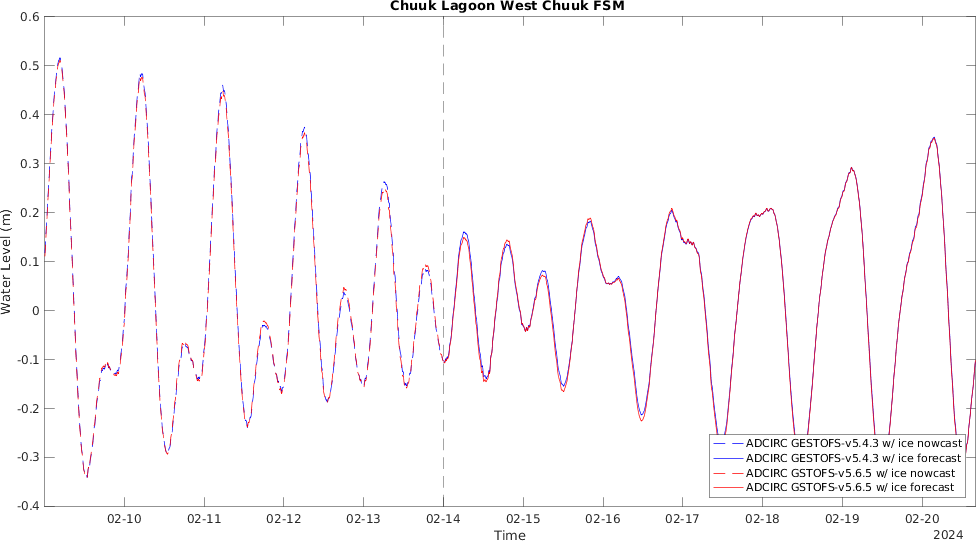 Chuuk Lagoon West Chuuk FSM
0.6
0.5
0.4
0.3
0.2
0.1
0
-0.1
-0.2
-0.3
-0.4
Water Level (m)
ADCIRC GESTOFS-v5.4.3 w/ ice nowcast
ADCIRC GESTOFS-v5.4.3 w/ ice forecast
ADCIRC GSTOFS-v5.6.5 w/ ice nowcast
ADCIRC GSTOFS-v5.6.5 w/ ice forecast
02-10 02-11 02-12 02-13 02-14 02-15 02-16 02-17 02-18 02-19 02-20
Time
2024